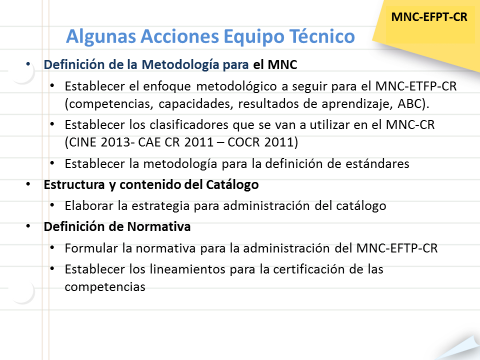 MNC-EFPT-CR
Algunas Acciones Equipo Técnico
• Definición de la Metodología para el MNC
• Establecer el enfoque metodológico a seguir para el MNC-ETFP-CR
(competencias, capacidades, resultados de aprendizaje, ABC).
• Establecer los clasificadores que se van a utilizar en el MNC-CR
(CINE 2013- CAE CR 2011 – COCR 2011)
• Establecer la metodología para la definición de estándares
• Estructura y contenido del Catálogo
• Elaborar la estrategia para administración del catálogo
• Definición de Normativa
• Formular la normativa para la administración del MNC-EFTP-CR
• Establecer los lineamientos para la certificación de las
competencias